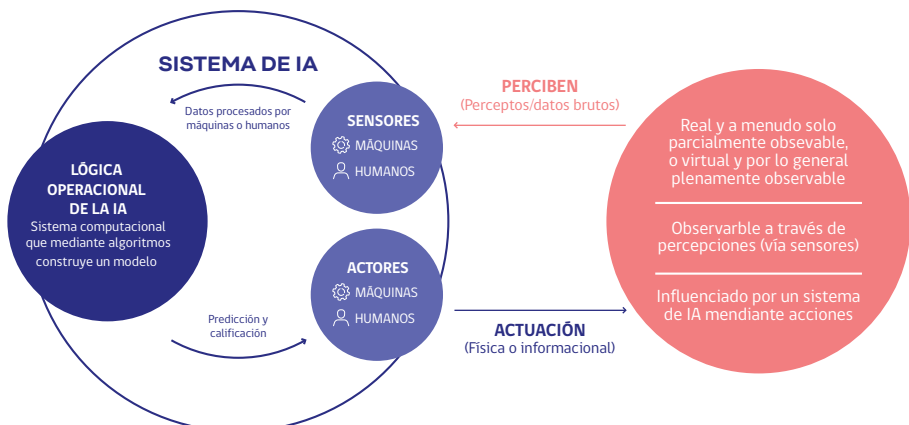 SISTEMA DE IA
Datos procesados por
máquinas o humanos
LÓGICA
OPERACIONAL
DE LA IA
Sistema computacional
que mediante algoritmos
construye un modelo
SENSORES
MÂQUINAS
HUMANOS
ACTORES
MÁQUINAS
HUMANOS
Predicción y
calificación
PERCIBEN
(Perceptos/datos brutos)
ACTUACIÓN
(Física o informacional)
Real y a menudo solo
parcialmente obsevable,
o virtual y por lo general
plenamente observable
Observarble a través de
percepciones (vía sensores)
Influenciado por un sistema
de IA mendiante acciones